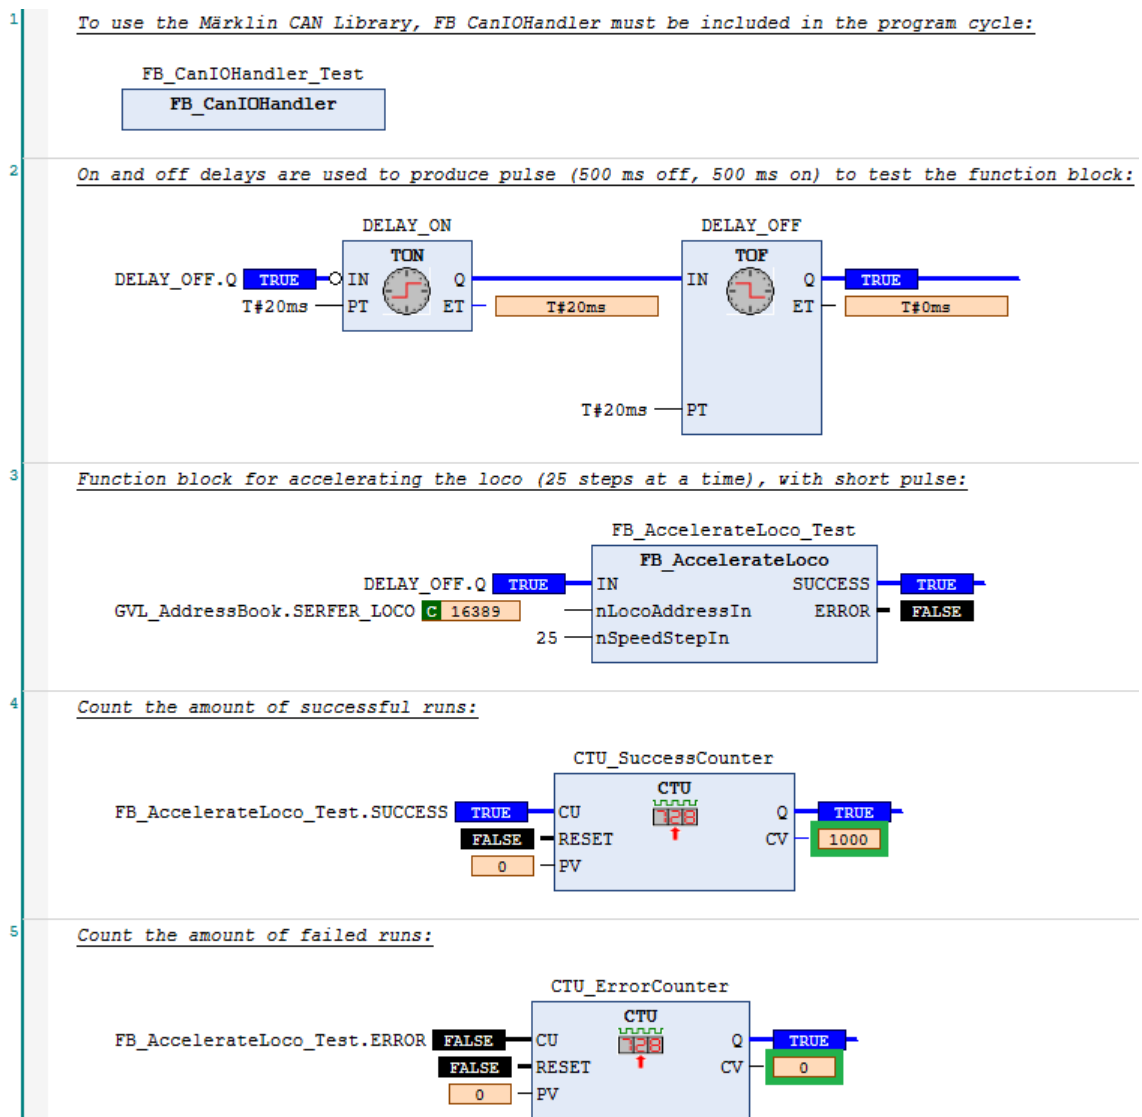 1
To use the Märklin CAN Library, FB CanIOHandler must be included in the program cycle:
FB_CanIOHandler_Test
FB_CanIOHandler
2
On and off delays are used to produce pulse (500 ms off, 500 ms on) to test the function block:
DELAY_ON DELAY_OFF
TON TOF
DELAY_OFF.Q TRUE IN Q IN Q TRUE
T#20ms PT ET T#20ms ET T#0ms
T#20ms PT
3
Function block for accelerating the loco (25 steps at a time), with short pulse:
FB_AccelerateLoco_Test
FB_AccelerateLoco
DELAY_OFF.Q TRUE IN SUCCESS TRUE
GVL_AddressBook.SERFER_LOCO C 16389 nLocoAddressIn ERROR FALSE
25 nSpeedStepIn
4
Count the amount of successful runs:
CTU_SuccessCounter
CTU
728
FB_AccelerateLoco_Test.SUCCESS TRUE CU Q TRUE
FALSE RESET CV 1000
0 PV
5
Count the amount of failed runs:
CTU_ErrorCounter
CTU
728
FB_AccelerateLoco_Test.ERROR FALSE CU Q TRUE
FALSE RESET CV 0
0 PV